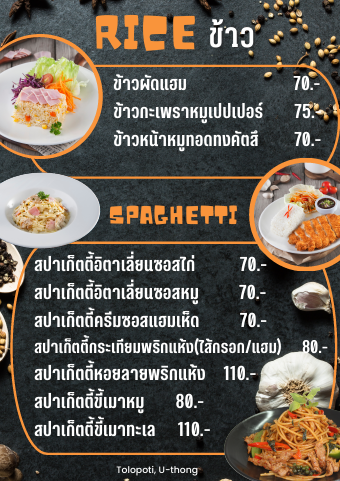 RICE ข้าว
ข้าวผัดแฮม 70.-
ข้าวกะเพราหมูเปปเปอร์ 75.-
ข้าวหน้าหมูทอดทงคัตสึ 70.-
SPAGHETTI
สปาเก็ตตี้อิตาเลี่ยนซอสไก่ 70.-
สปาเก็ตตี้อิตาเลี่ยนซอสหมู 70.-
สปาเก็ตตี้ครีมซอสแฮมเห็ด 70.-
สปาเก็ตตี้กระเทียมพริกแห้ง(ไส้กรอก/แฮม) 80.-
สปาเก็ตตี้หอยลายพริกแห้ง 110.-
สปาเก็ตตี้ขี้เมาหมู 80.-
สปาเก็ตตี้ขี้เมาทะเล 110.-
Tolopoti, U-thong